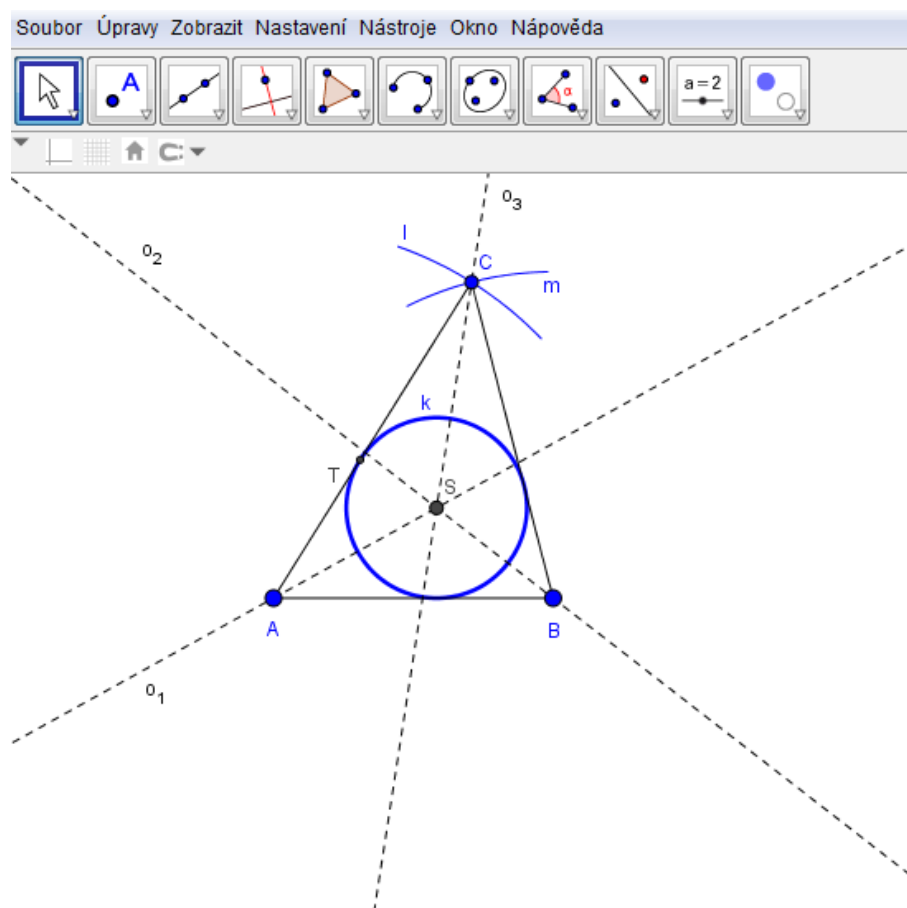 Soubor Úpravy Zobrazit Nastavení Nástroje Okno Nápověda
A
α
a=2
o3
l
o2
C
m
k
T
S
A
B
o1